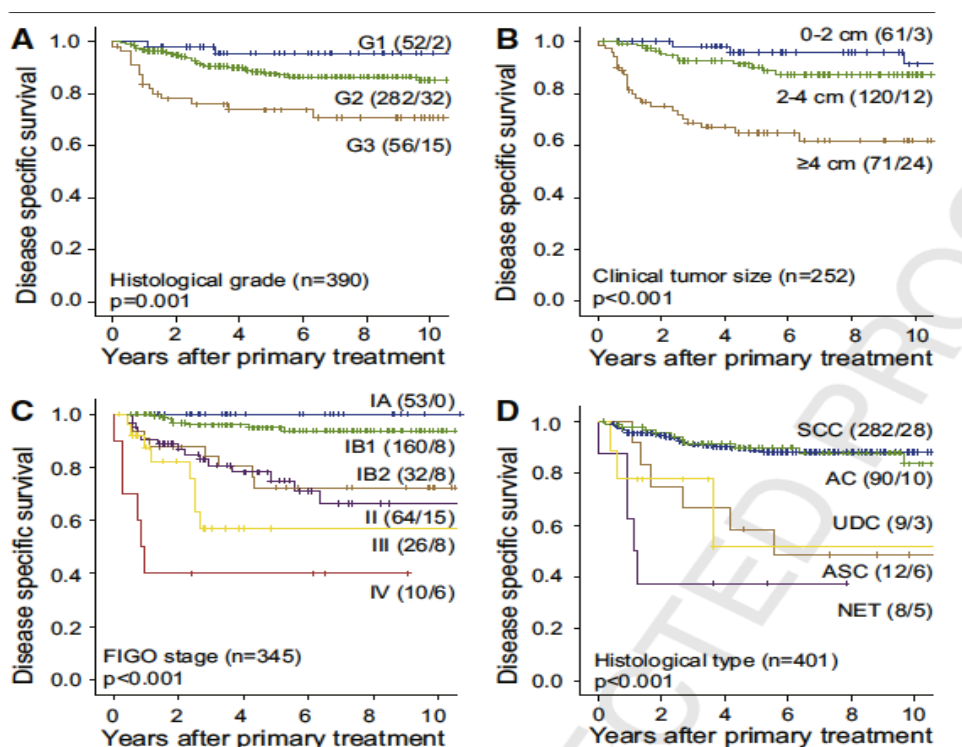 A
Disease specific survival
1.0
0.8
0.6
0.4
0.2
0.0
G1 (52/2)
G2 (282/32)
G3 (56/15)
Histological grade (n=390)
p=0.001
0 2 4 6 8 10
Years after primary treatment
B
Disease specific survival
1.0
0.8
0.6
0.4
0.2
0.0
0-2 cm (61/3)
2-4 cm (120/12)
≥4 cm (71/24)
Clinical tumor size (n=252)
p<0.001
0 2 4 6 8 10
Years after primary treatment
C
Disease specific survival
1.0
0.8
0.6
0.4
0.2
0.0
IA (53/0)
IB1 (160/8)
IB2 (32/8)
II (64/15)
III (26/8)
IV (10/6)
FIGO stage (n=345)
p<0.001
0 2 4 6 8 10
Years after primary treatment
D
Disease specific survival
1.0
0.8
0.6
0.4
0.2
0.0
SCC (282/28)
AC (90/10)
UDC (9/3)
ASC (12/6)
NET (8/5)
Histological type (n=401)
p<0.001
0 2 4 6 8 10
Years after primary treatment